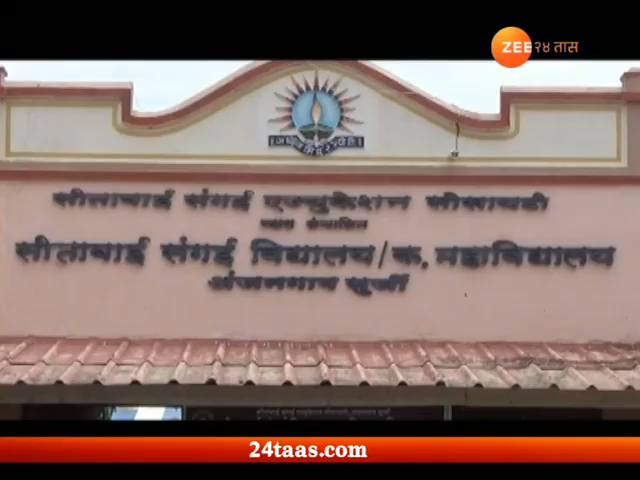 ZEE २४ तास
सीताबाई संगई एज्युकेशन सोसायटी
द्वारा संचालित
सीताबाई संगई विद्यालय/क. महाविद्यालय
अंजनगाव सुर्जी
24taas.com